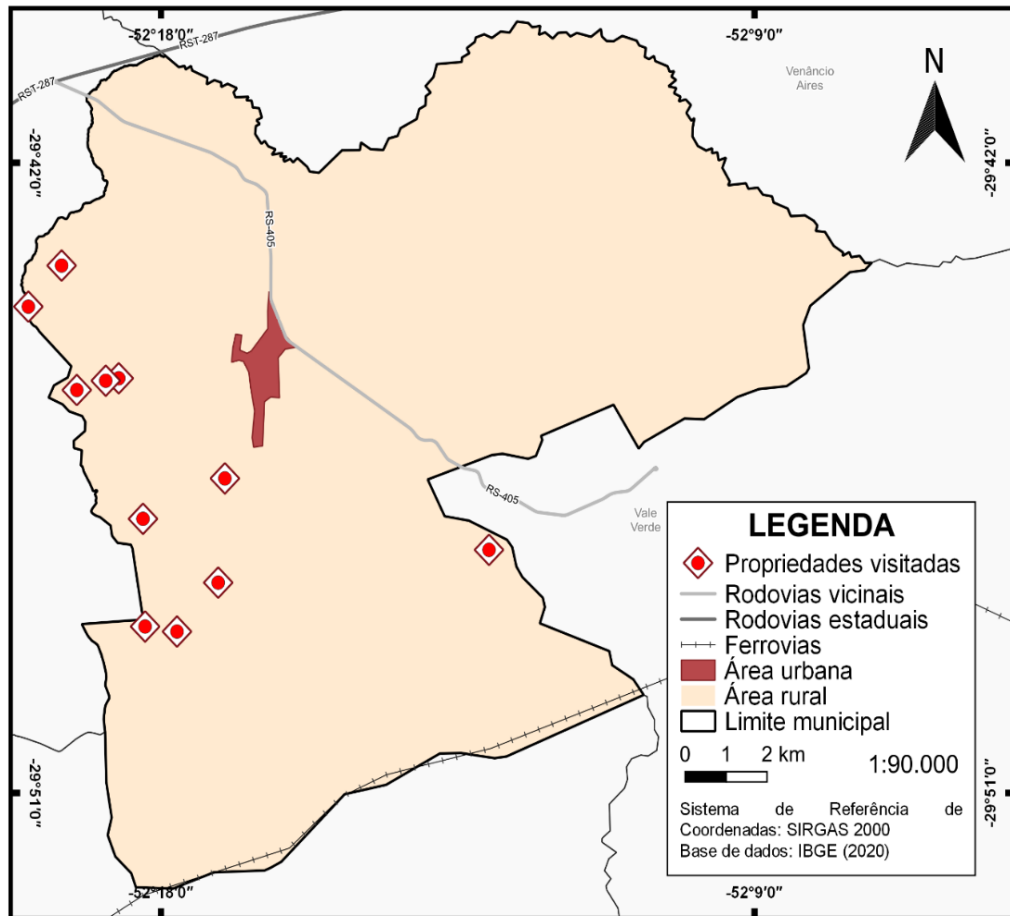 -52°18'0"
-52°9'0"
RST-287
RST-287
Venâncio
Aires
N
-29°42'0"
-29°42'0"
RS-405
RS-405
Vale
Verde
LEGENDA
Propriedades visitadas
Rodovias vicinais
Rodovias estaduais
Ferrovias
Área urbana
Área rural
Limite municipal
0 1 2 km
1:90.000
Sistema de Referência de
Coordenadas: SIRGAS 2000
Base de dados: IBGE (2020)
-29°51'0"
-29°51'0"
-52°18'0"
-52°9'0"